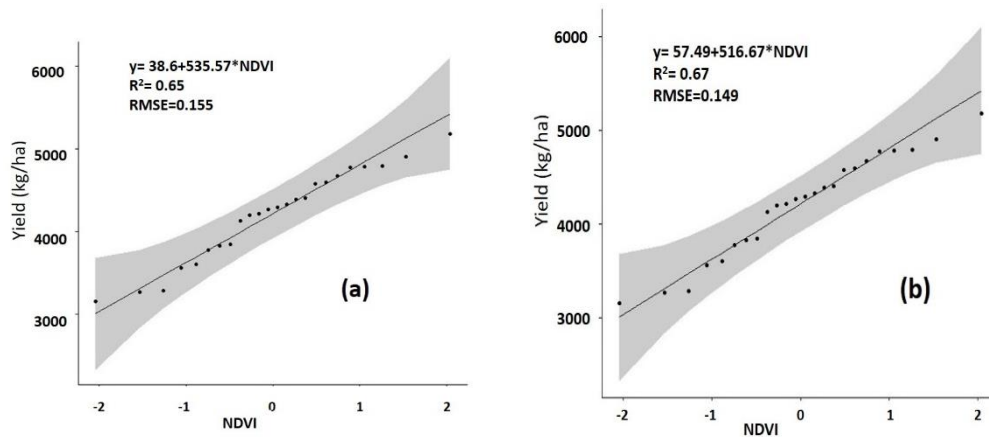 y= 38.6+535.57*NDVI
R²= 0.65
RMSE=0.155
6000
5000
4000
3000
Yield (kg/ha)
(a)
-2 -1 0 1 2
NDVI
y= 57.49+516.67*NDVI
R²= 0.67
RMSE=0.149
6000
5000
4000
3000
Yield (kg/ha)
(b)
-2 -1 0 1 2
NDVI